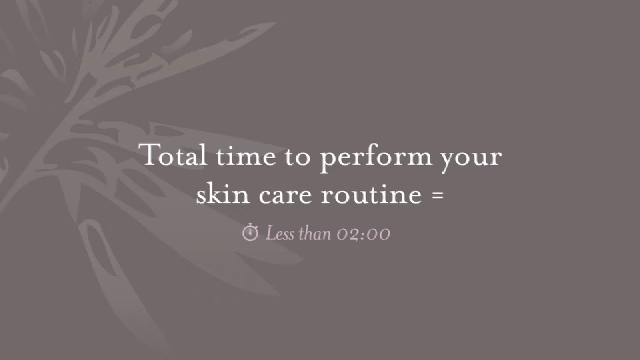 Total time to perform your
skin care routine =
Less than 02:00